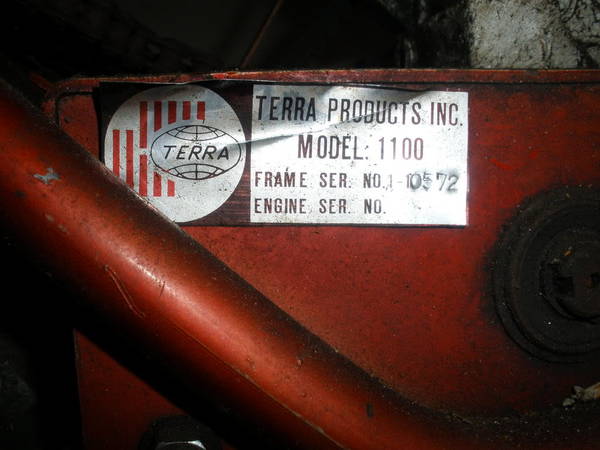 TERRA
TERRA PRODUCTS INC.
MODEL: 1100
FRAME SER. NO. 1-10572
ENGINE SER. NO.